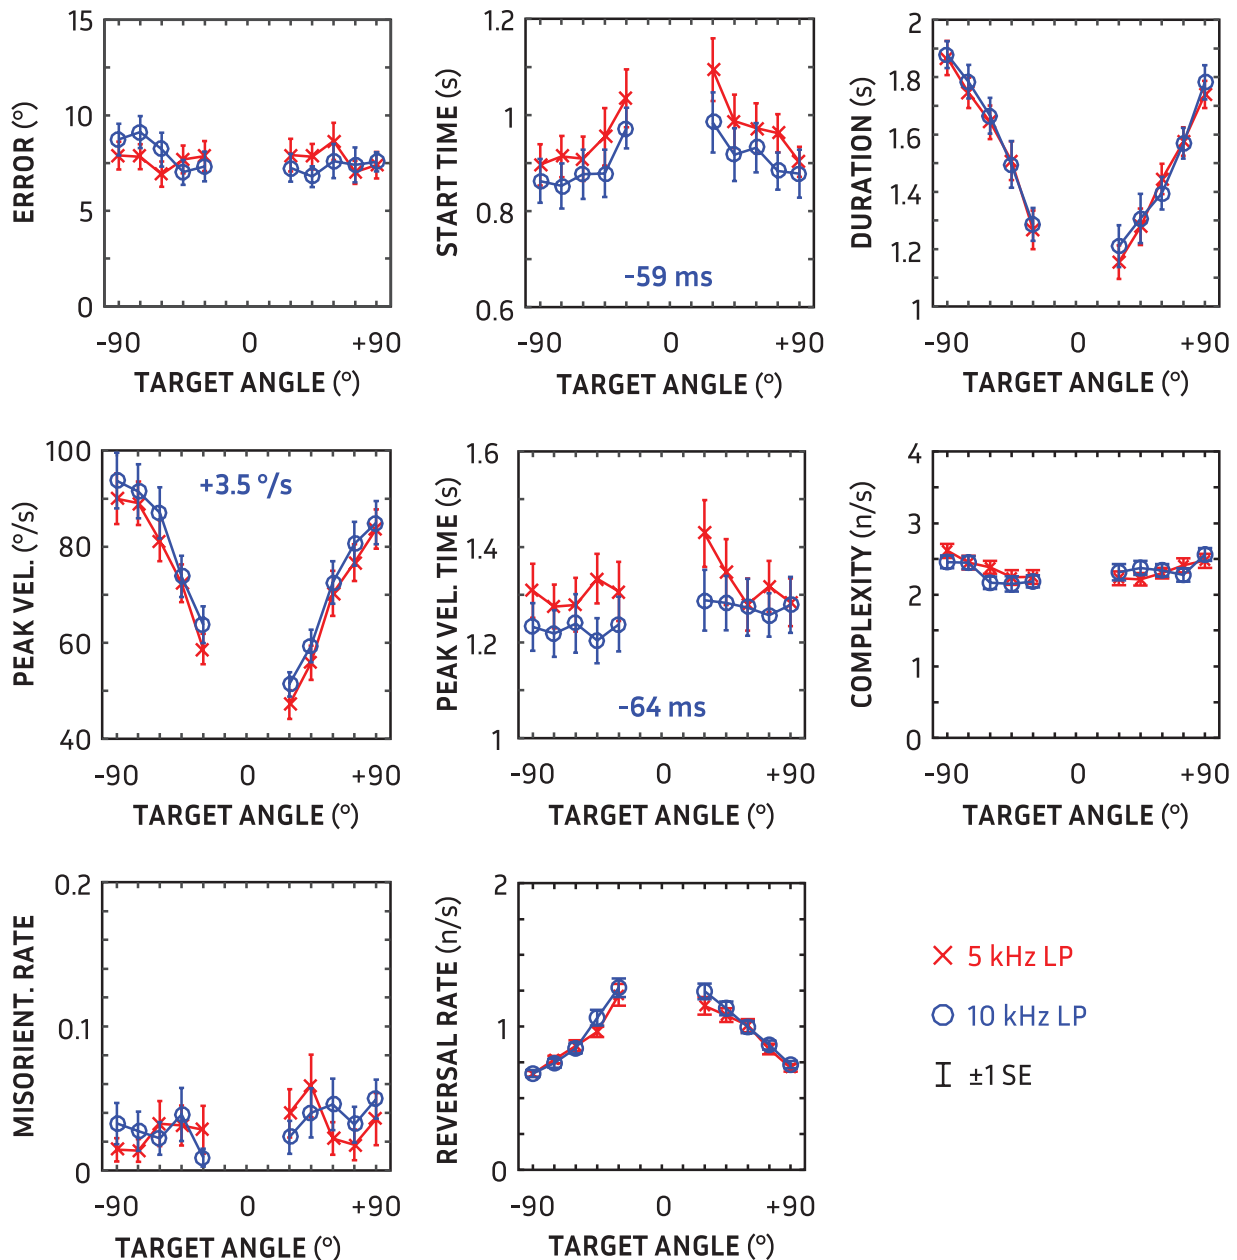 15
10
5
0
ERROR (°)
-90 0 +90
TARGET ANGLE (°)
1.2
1
0.8
0.6
START TIME (s)
-59 ms
-90 0 +90
TARGET ANGLE (°)
2
1.8
1.6
1.4
1.2
1
DURATION (s)
-90 0 +90
TARGET ANGLE (°)
100
80
60
40
PEAK VEL. (°/s)
+3.5 °/s
-90 0 +90
TARGET ANGLE (°)
1.6
1.4
1.2
1
PEAK VEL. TIME (s)
-64 ms
-90 0 +90
TARGET ANGLE (°)
4
3
2
1
0
COMPLEXITY (n/s)
-90 0 +90
TARGET ANGLE (°)
0.2
0.1
0
MISORIENT. RATE
-90 0 +90
TARGET ANGLE (°)
2
1
0
REVERSAL RATE (n/s)
-90 0 +90
TARGET ANGLE (°)
5 kHz LP
10 kHz LP
±1 SE